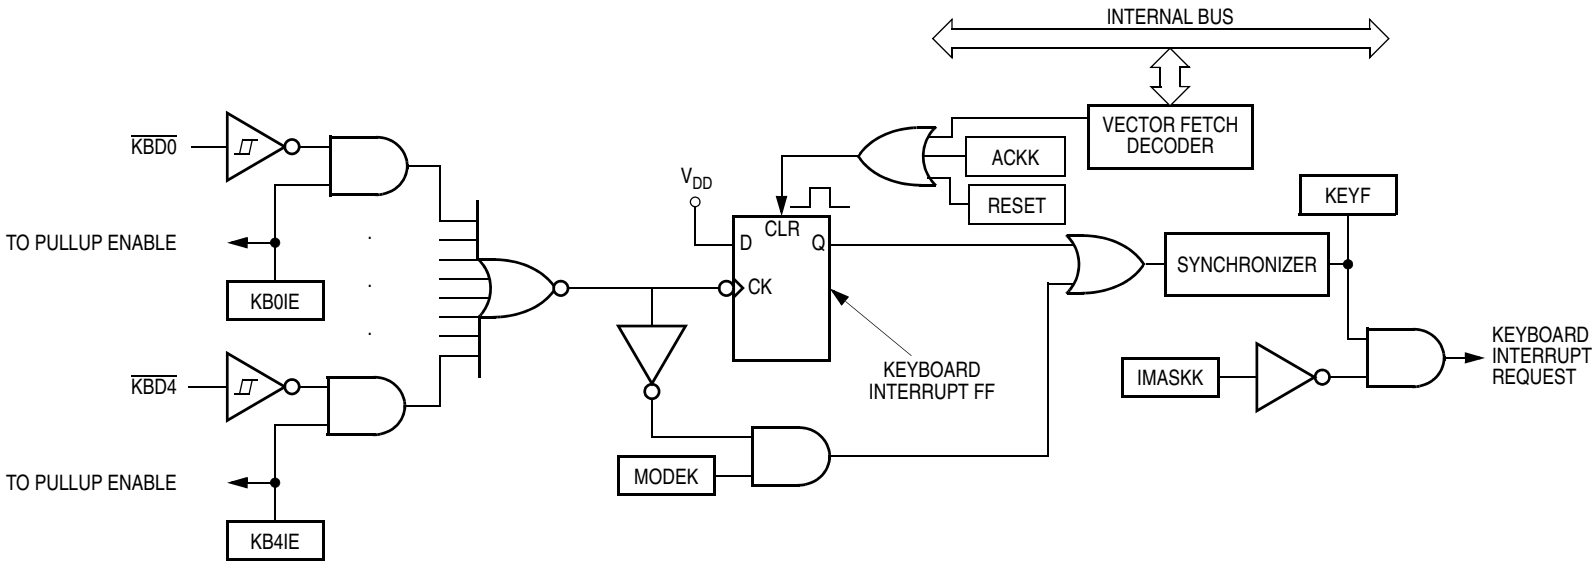 INTERNAL BUS
VECTOR FETCH
DECODER
KBD0
ACKK
VDD
KEYF
RESET
CLR
TO PULLUP ENABLE
D
Q
SYNCHRONIZER
KB0IE
CK
KEYBOARD
INTERRUPT
REQUEST
KBD4
KEYBOARD
INTERRUPT FF
IMASKK
MODEK
TO PULLUP ENABLE
KB4IE